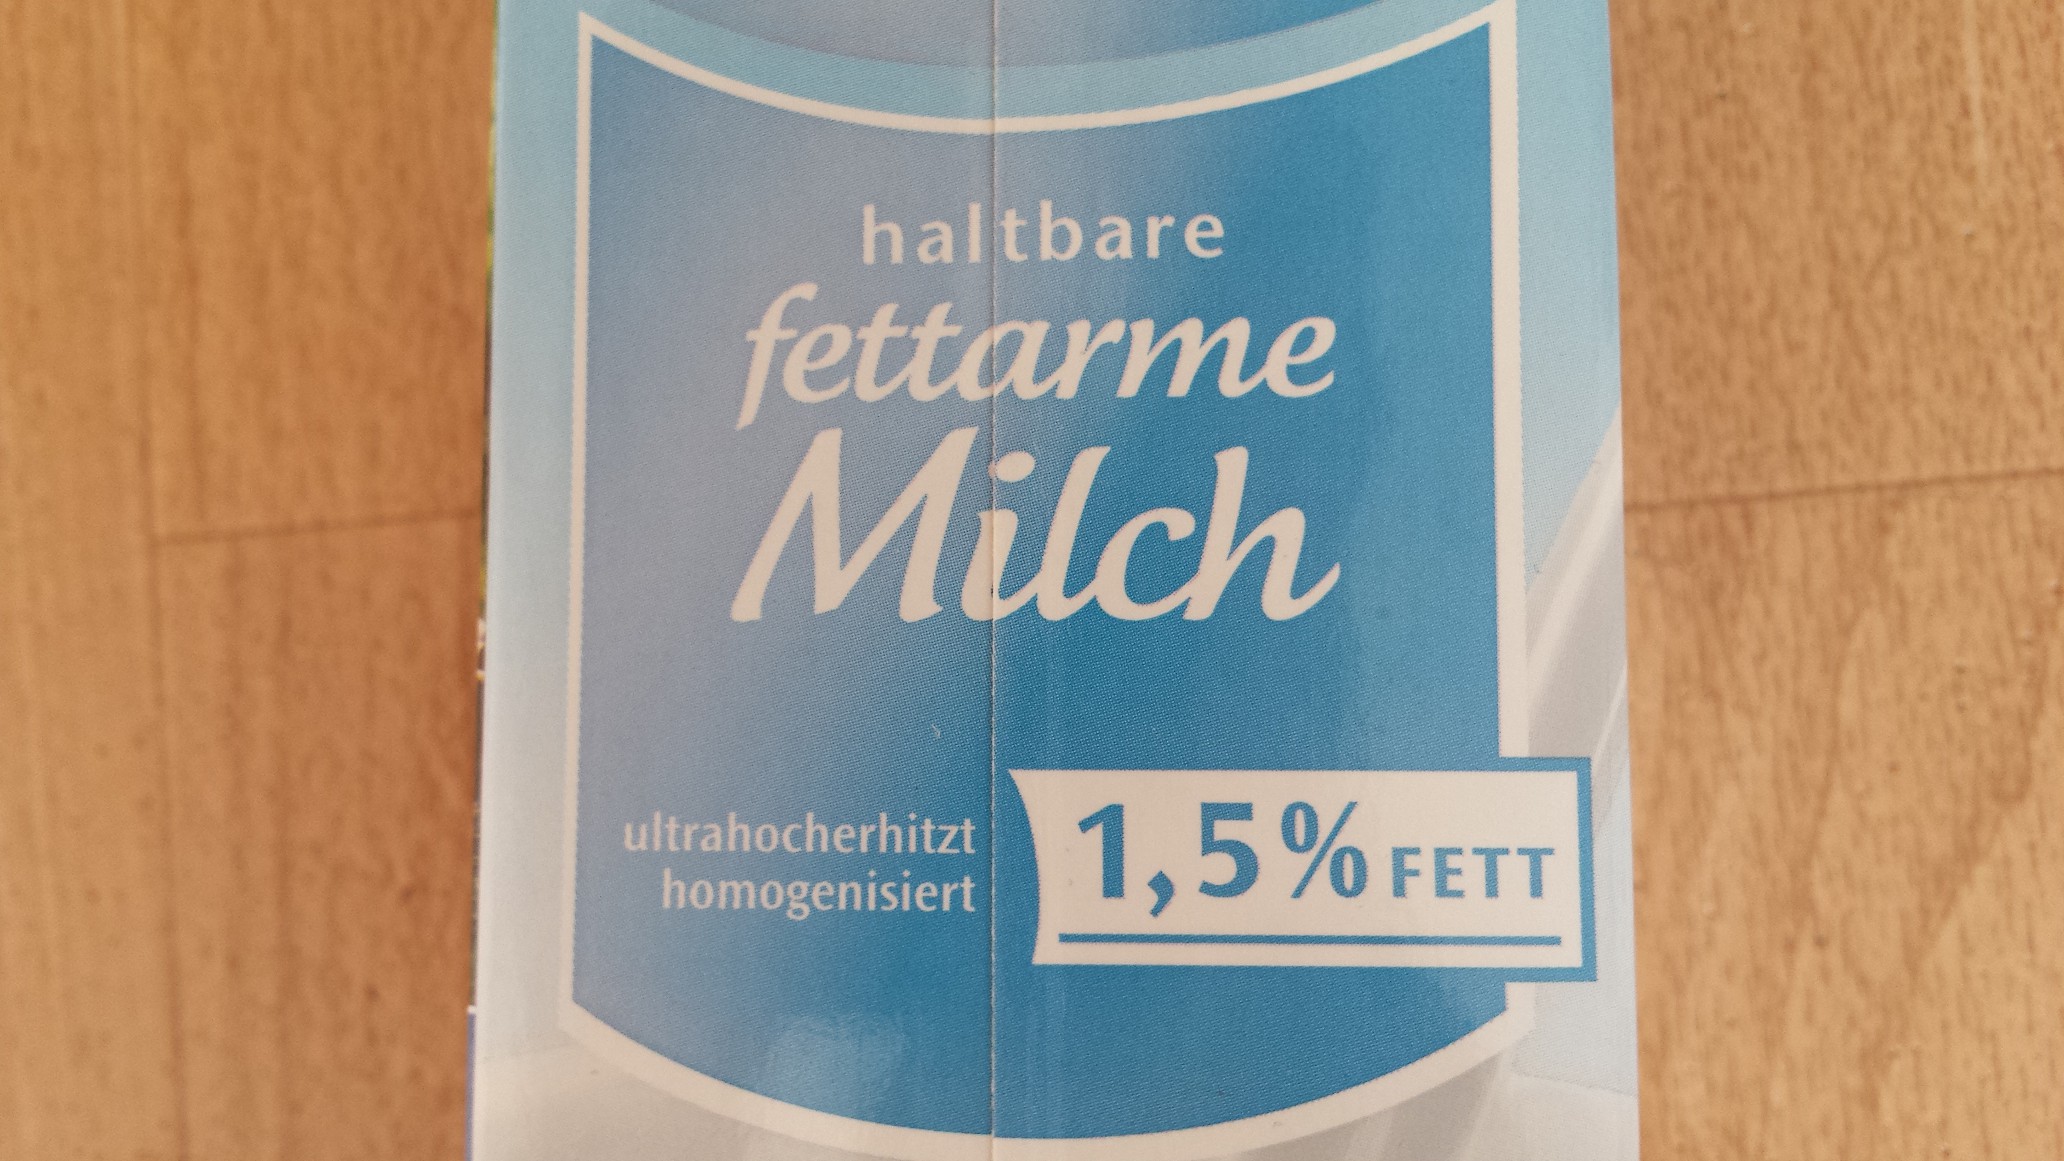 haltbare
fettarme
Milch
ultrahocherhitzt
homogenisiert
1,5% FETT